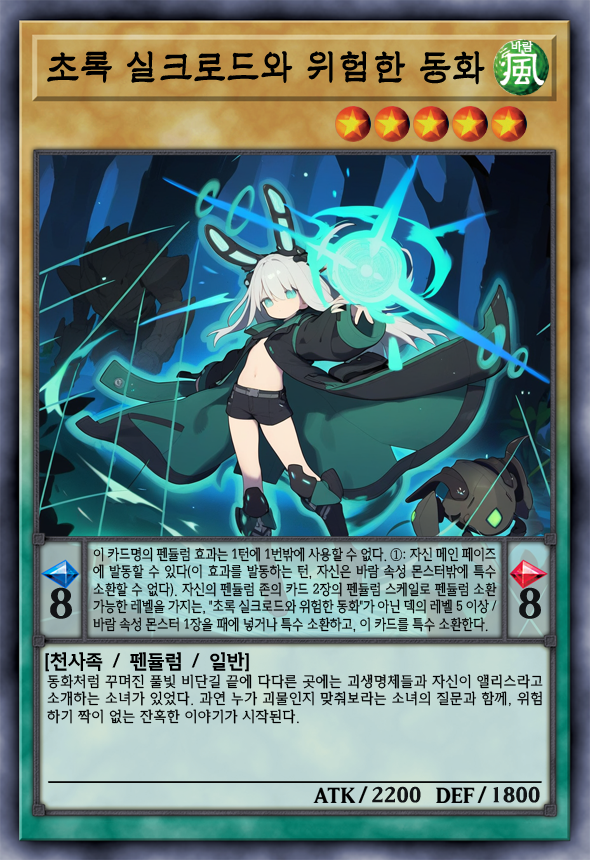 초록 실크로드와 위험한 동화
바람
風
이 카드명의 펜듈럼 효과는 1턴에 1번밖에 사용할 수 없다. ①: 자신 메인 페이즈
에 발동할 수 있다(이 효과를 발동하는 턴, 자신은 바람 속성 몬스터밖에 특수
소환할 수 없다). 자신의 펜듈럼 존의 카드 2장의 펜듈럼 스케일로 펜듈럼 소환
가능한 레벨을 가지는, "초록 실크로드와 위험한 동화"가 아닌 덱의 레벨 5 이상 /
바람 속성 몬스터 1장을 패에 넣거나 특수 소환하고, 이 카드를 특수 소환한다.
8
8
[천사족 / 펜듈럼 / 일반]
동화처럼 꾸며진 풀빛 비단길 끝에 다다른 곳에는 괴생명체들과 자신이 앨리스라고
소개하는 소녀가 있었다. 과연 누가 괴물인지 맞춰보라는 소녀의 질문과 함께, 위험
하기 짝이 없는 잔혹한 이야기가 시작된다.
ATK / 2200 DEF / 1800